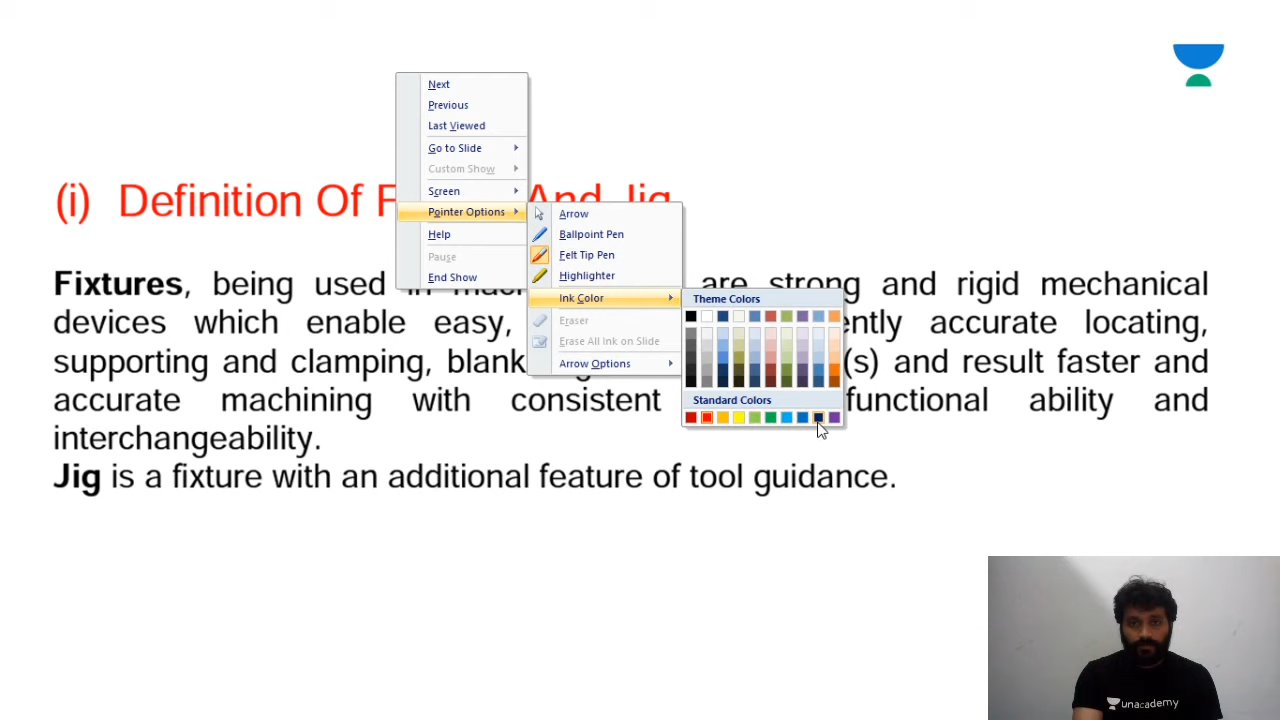 Next
Previous
Last Viewed
Go to Slide
Custom Show
Screen
Pointer Options
Help
Pause
End Show
Arrow
Ballpoint Pen
Felt Tip Pen
Highlighter
Ink Color
Eraser
Erase All Ink on Slide
Arrow Options
Theme Colors
Standard Colors
(i) Definition Of F And Jig
Fixtures, being used in are strong and rigid mechanical
devices which enable easy, ently accurate locating,
supporting and clamping, blank (s) and result faster and
accurate machining with consistent functional ability and
interchangeability.
Jig is a fixture with an additional feature of tool guidance.
unacademy